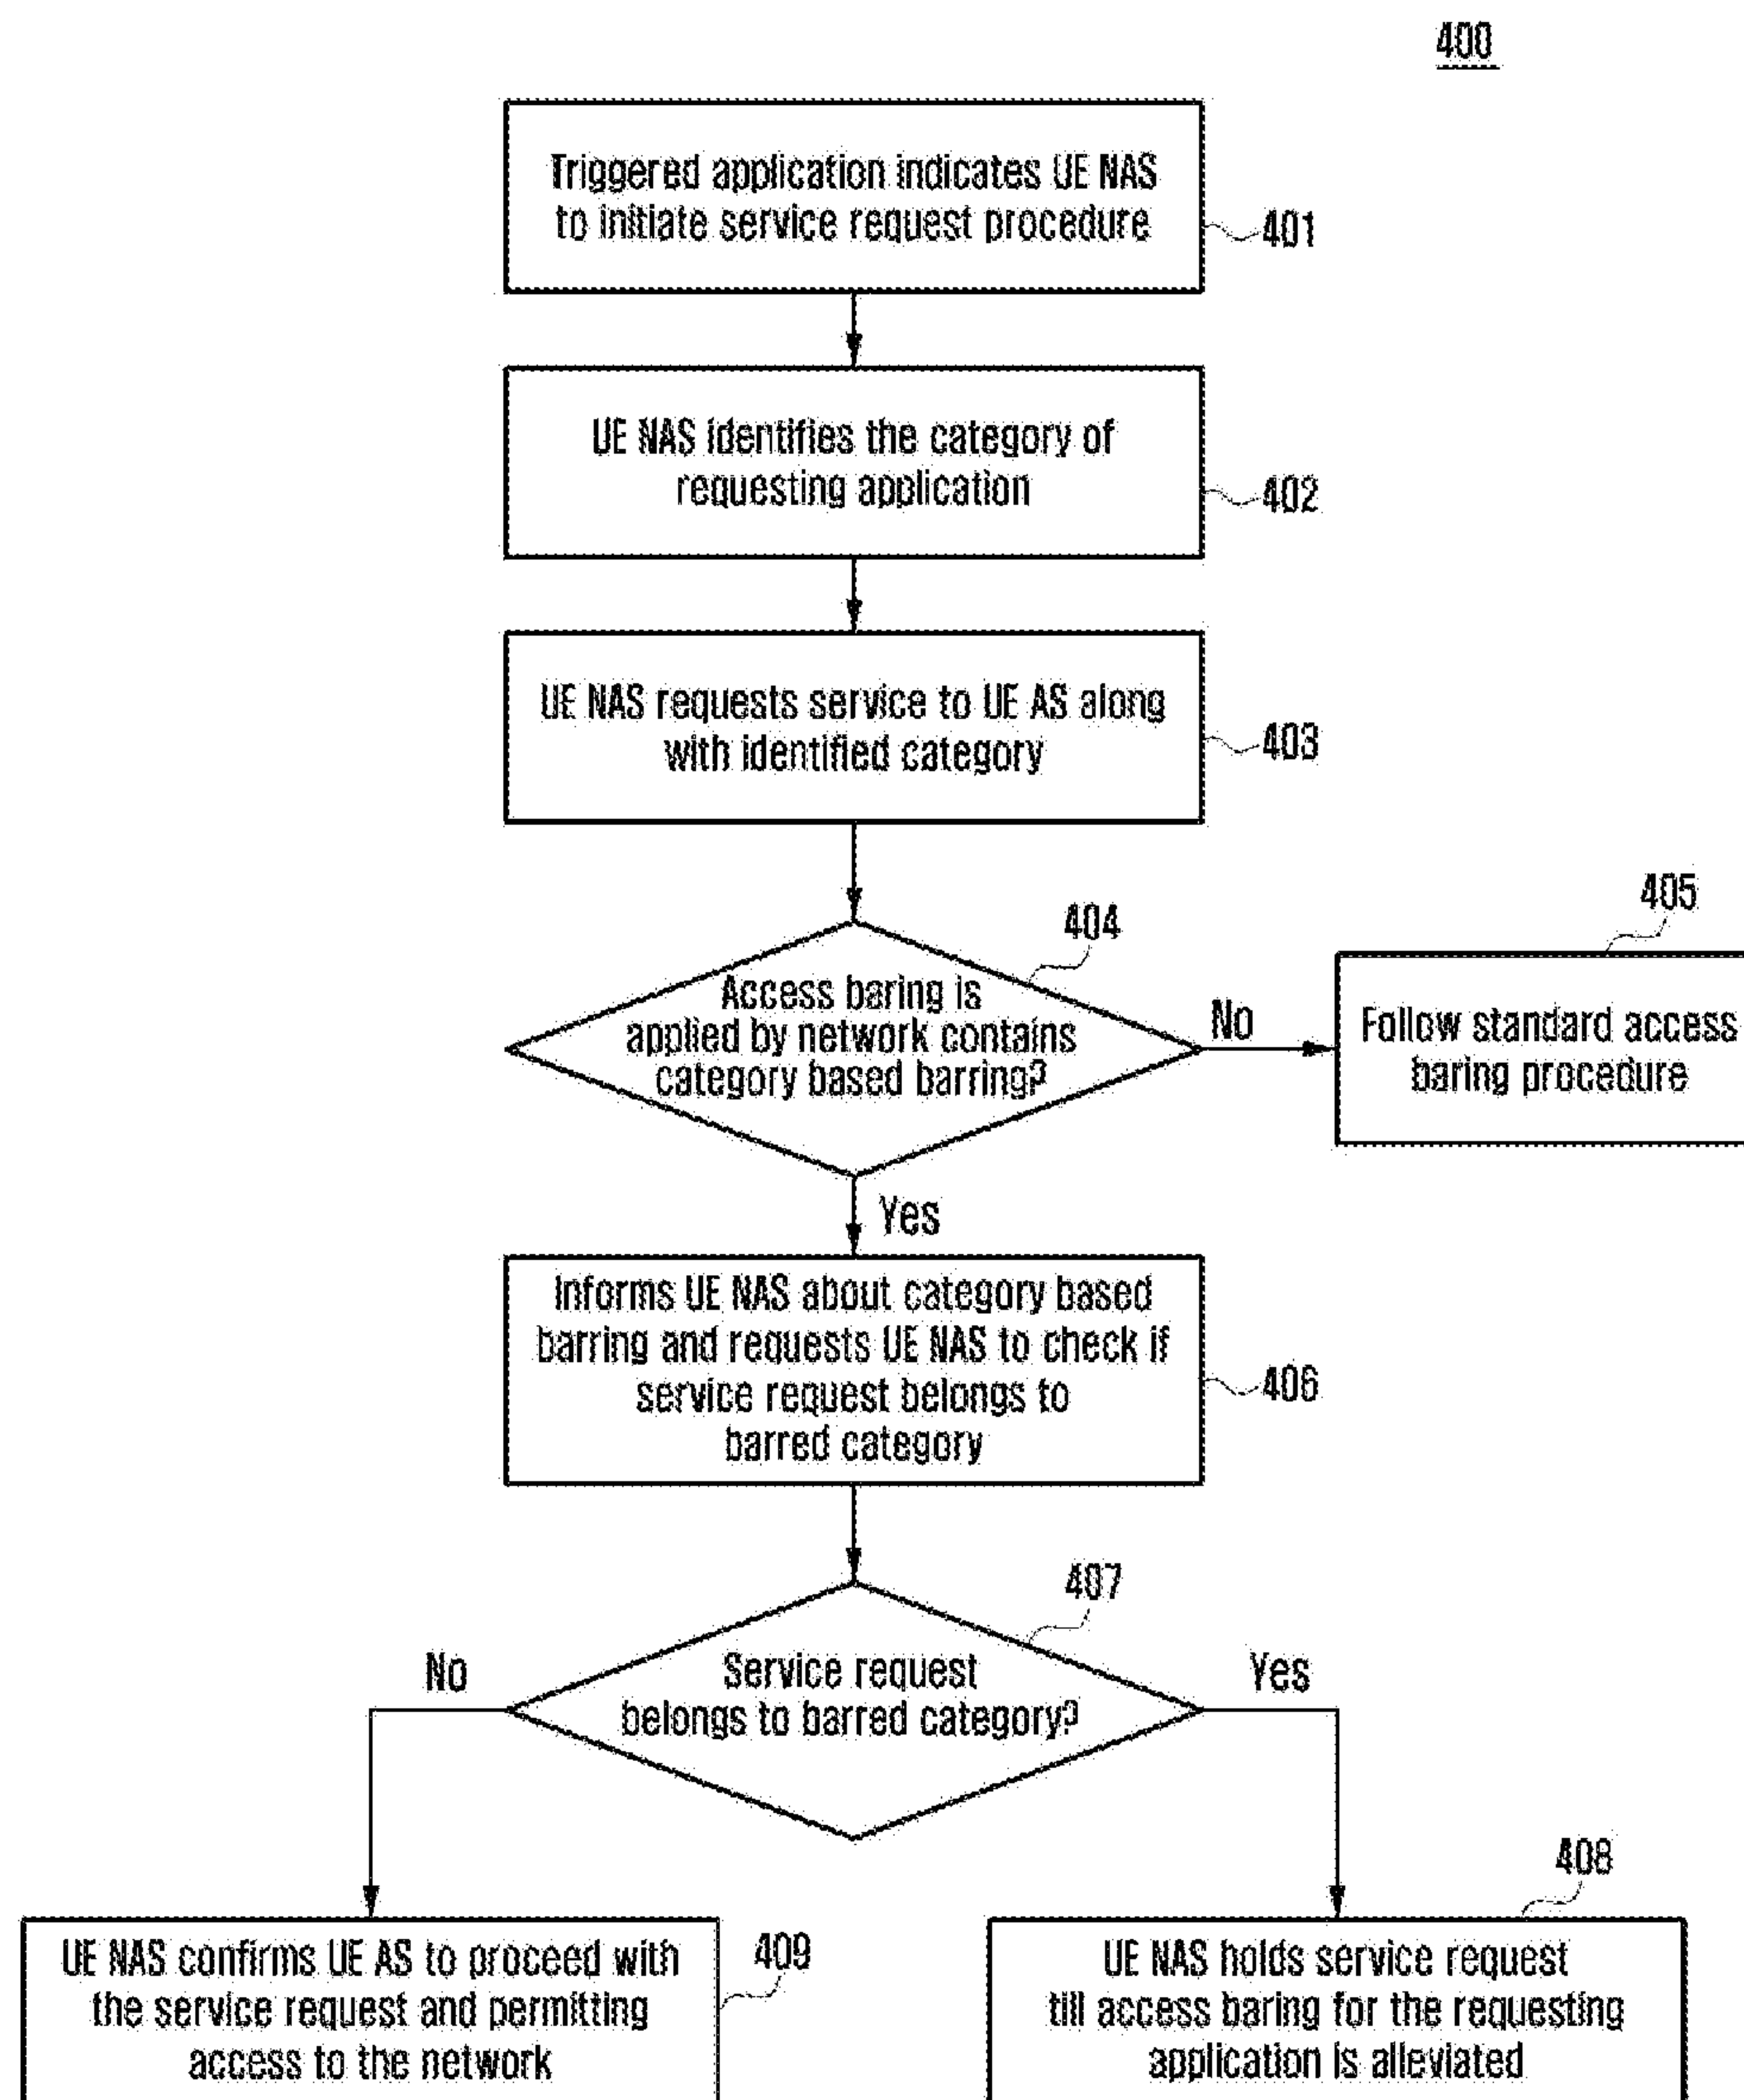 400
Triggered application indicates UE NAS
to initiate service request procedure
401
UE NAS identifies the category of
requesting application
402
UE NAS requests service to UE AS along
with identified category
403
404
Access baring is
applied by network contains
category based barring?
No
405
Follow standard access
baring procedure
Yes
Informs UE NAS about category based
barring and requests UE NAS to check if
service request belongs to
barred category
406
407
Service request
belongs to barred category?
No
Yes
409
UE NAS confirms UE AS to proceed with
the service request and permitting
access to the network
408
UE NAS holds service request
till access baring for the requesting
application is alleviated